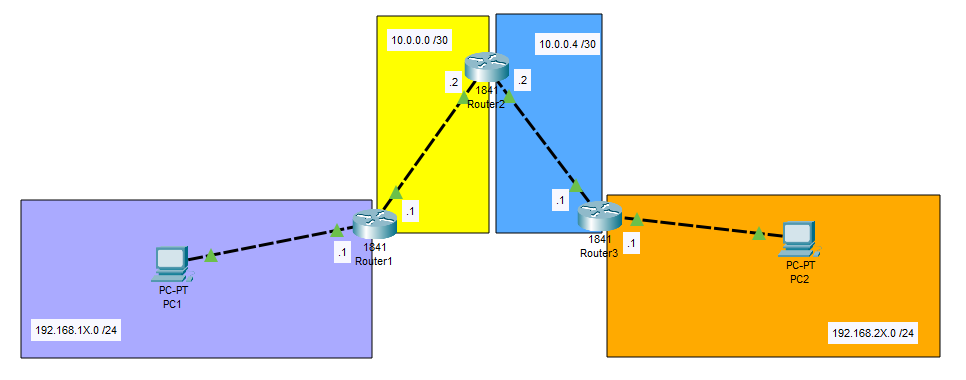 10.0.0.0 /30
10.0.0.4 /30
.2
.2
1841
Router2
.1
.1
1841
Router1
.1
1841
Router3
.1
PC-PT
PC1
PC-PT
PC2
192.168.1X.0 /24
192.168.2X.0 /24